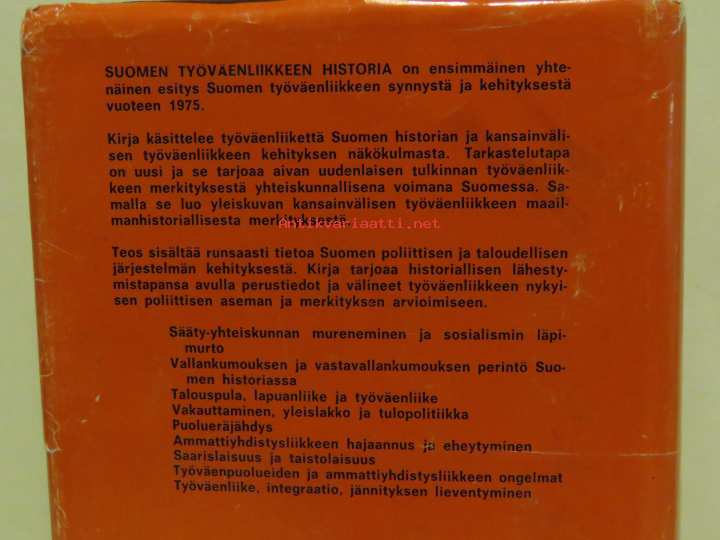 SUOMEN TYÖVÄENLIIKKEEN HISTORIA on ensimmäinen yhte-
näinen esitys Suomen työväenliikkeen synnystä ja kehityksestä
vuoteen 1975.
Kirja käsittelee työväenliikettä Suomen historian ja kansainväli-
sen työväenliikkeen kehityksen näkökulmasta. Tarkastelutapa
on uusi ja se tarjoaa aivan uudenlaisen tulkinnan työväenliik-
keen merkityksestä yhteiskunnallisena voimana Suomessa. Sa-
malla se luo yleiskuvan kansainvälisen työväenliikkeen maail-
manhistoriallisesta merkityksestä.
Antikvariaatti.net
Teos sisältää runsaasti tietoa Suomen poliittisen ja taloudellisen
järjestelmän kehityksestä. Kirja tarjoaa historiallisen lähesty-
mistapansa avulla perustiedot ja välineet työväenliikkeen nykyi-
sen poliittisen aseman ja merkityksen arvioimiseen.
Sääty-yhteiskunnan mureneminen ja sosialismin läpi-
murto
Vallankumouksen ja vastavallankumouksen perintö Suo-
men historiassa
Talouspula, lapuanliike ja työväenliike
Vakauttaminen, yleislakko ja tulopolitiikka
Puolueräjähdys
Ammattiyhdistysliikkeen hajaannus ja eheytyminen
Saarislaisuus ja taistolaisuus
Työväenpuolueiden ja ammattiyhdistysliikkeen ongelmat
Työväenliike, integraatio, jännityksen lieventyminen